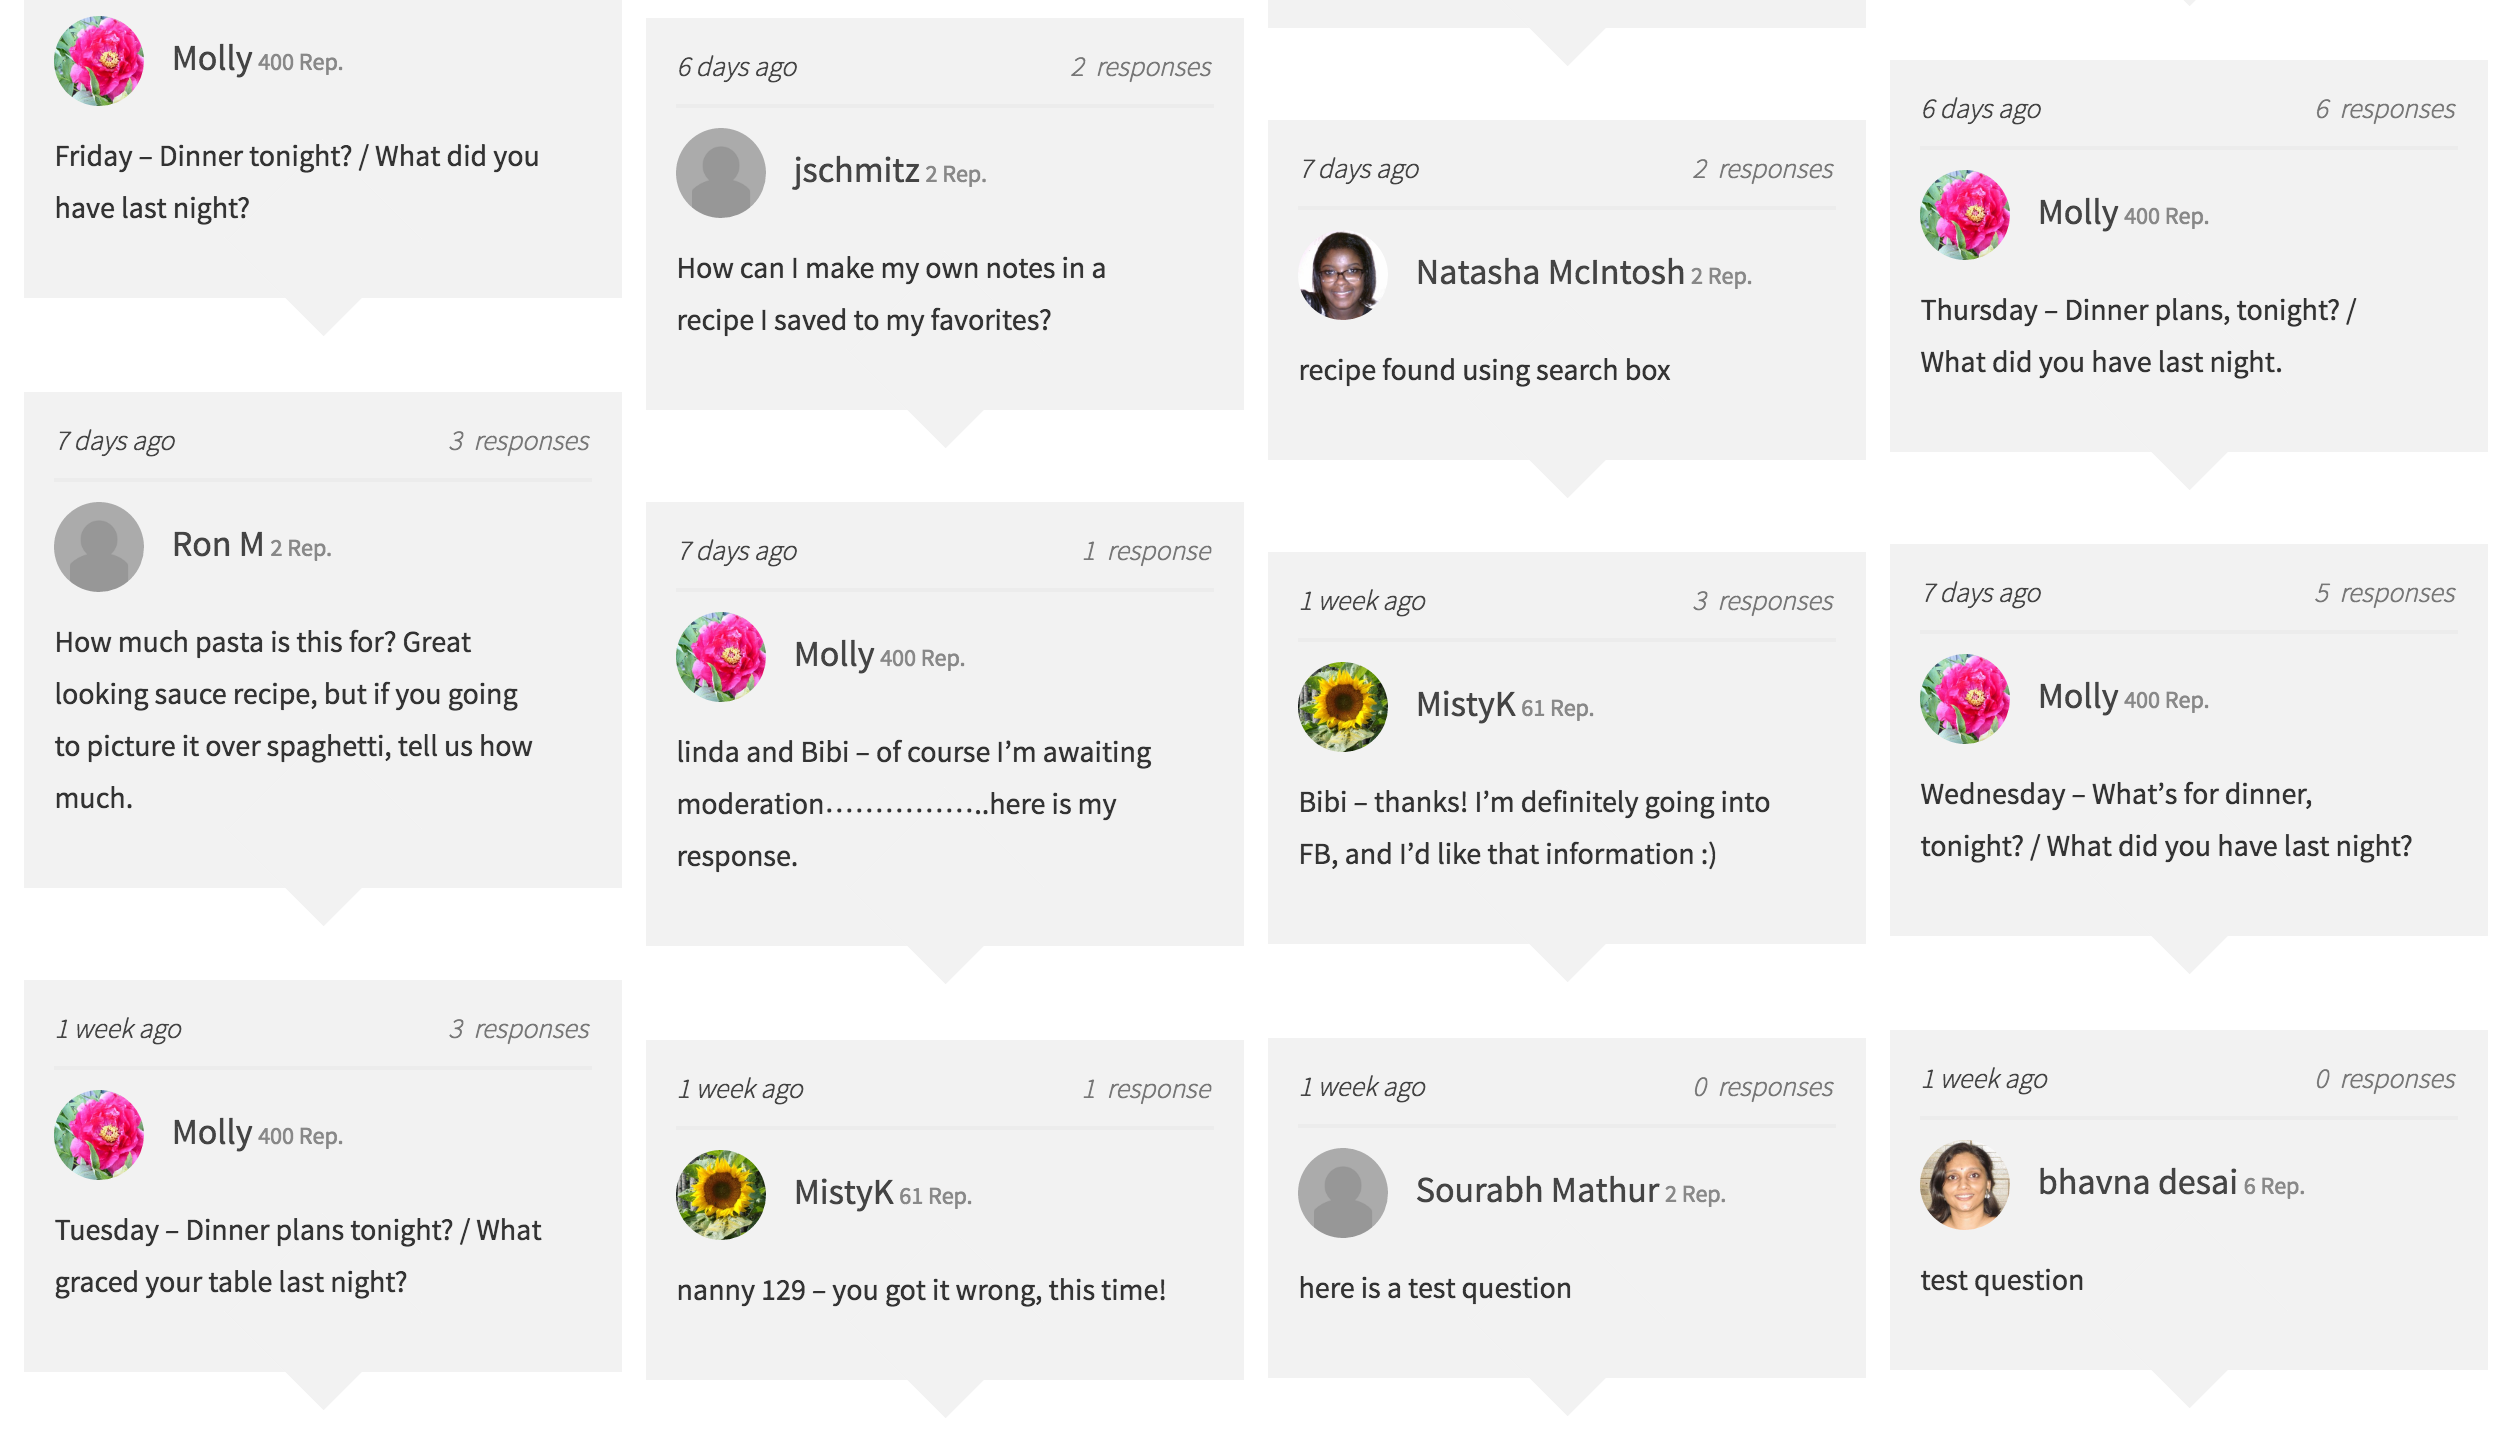 Molly 400 Rep.
Friday – Dinner tonight? / What did you
have last night?
7 days ago 3 responses
Ron M 2 Rep.
How much pasta is this for? Great
looking sauce recipe, but if you going
to picture it over spaghetti, tell us how
much.
1 week ago 3 responses
Molly 400 Rep.
Tuesday – Dinner plans tonight? / What
graced your table last night?
6 days ago 2 responses
jschmitz 2 Rep.
How can I make my own notes in a
recipe I saved to my favorites?
7 days ago 1 response
Molly 400 Rep.
linda and Bibi – of course I’m awaiting
moderation……………..here is my
response.
1 week ago 1 response
MistyK 61 Rep.
nanny 129 – you got it wrong, this time!
7 days ago 2 responses
Natasha McIntosh 2 Rep.
recipe found using search box
1 week ago 3 responses
MistyK 61 Rep.
Bibi – thanks! I’m definitely going into
FB, and I’d like that information :)
1 week ago 0 responses
Sourabh Mathur 2 Rep.
here is a test question
6 days ago 6 responses
Molly 400 Rep.
Thursday – Dinner plans, tonight? /
What did you have last night.
7 days ago 5 responses
Molly 400 Rep.
Wednesday – What’s for dinner,
tonight? / What did you have last night?
1 week ago 0 responses
bhavna desai 6 Rep.
test question